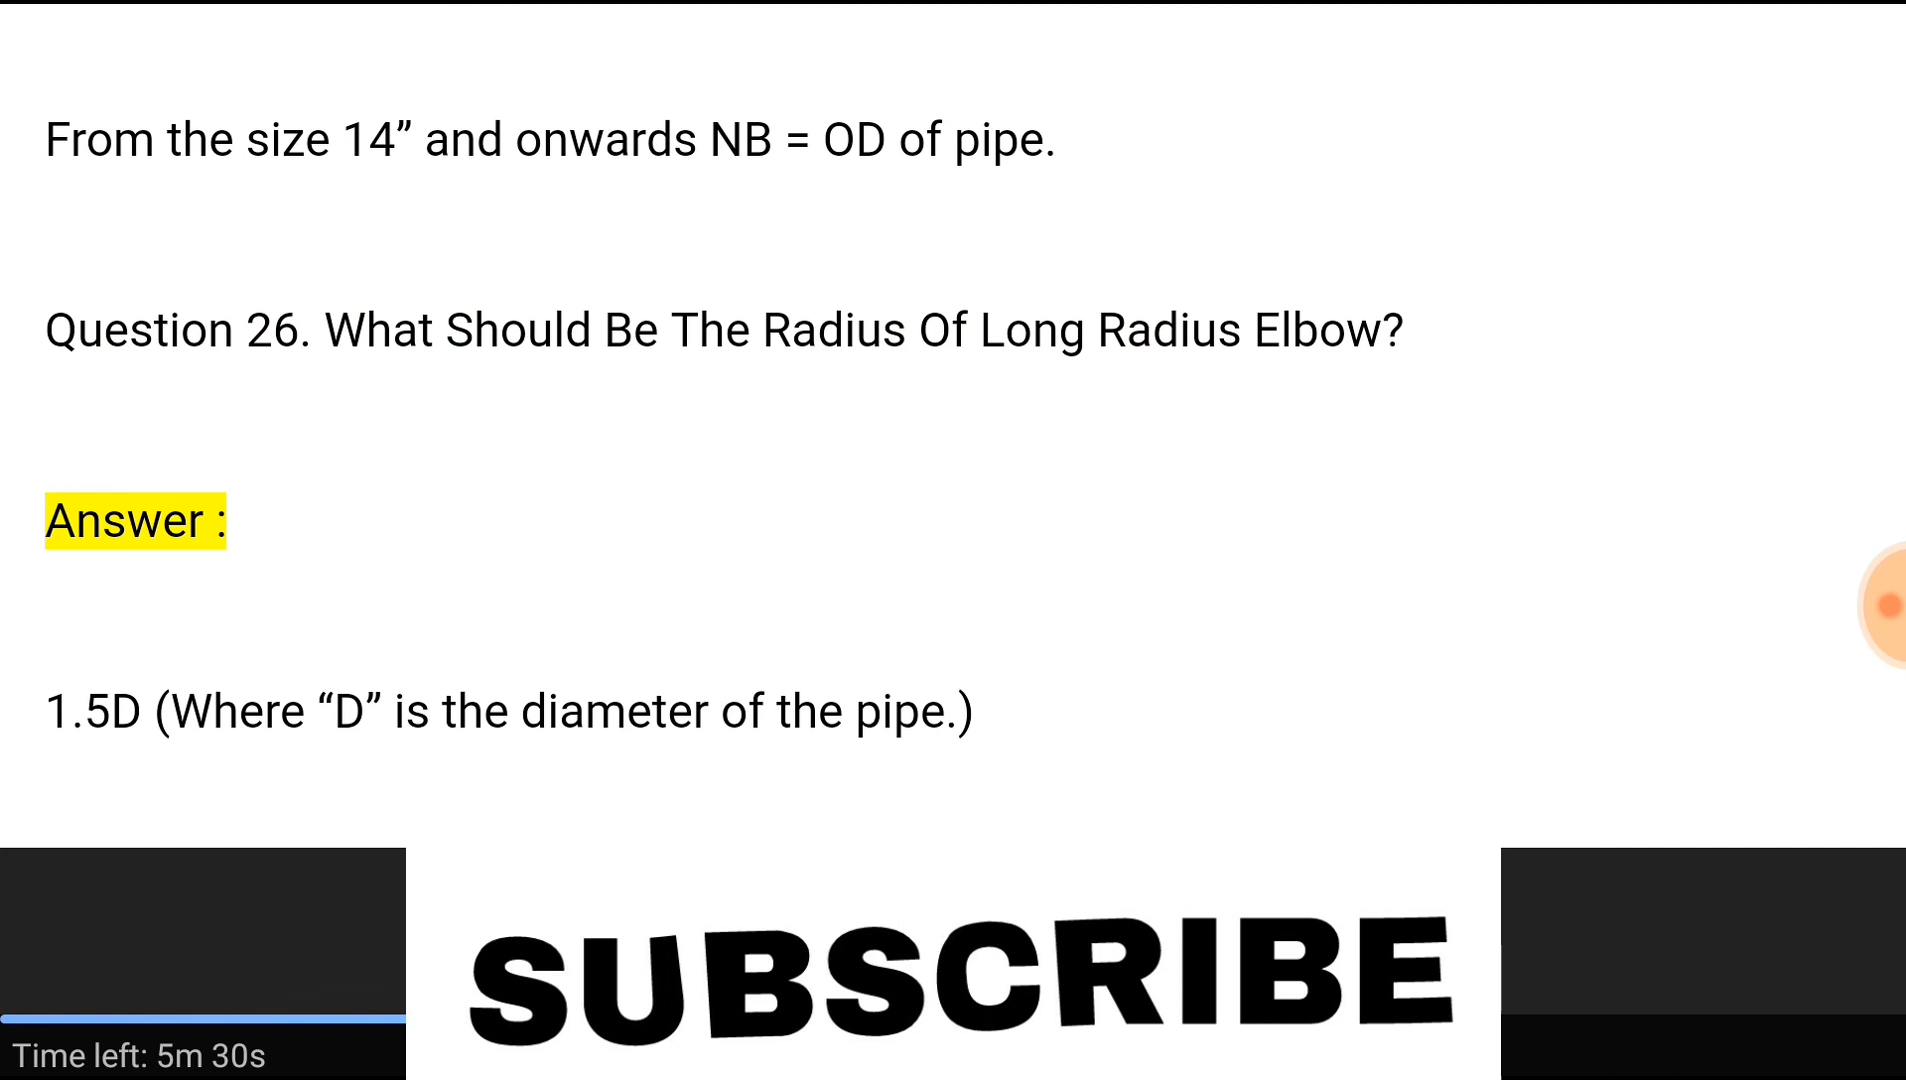 From the size 14” and onwards NB = OD of pipe.
Question 26. What Should Be The Radius Of Long Radius Elbow?
Answer :
1.5D (Where “D” is the diameter of the pipe.)
SUBSCRIBE
Time left: 5m 30s